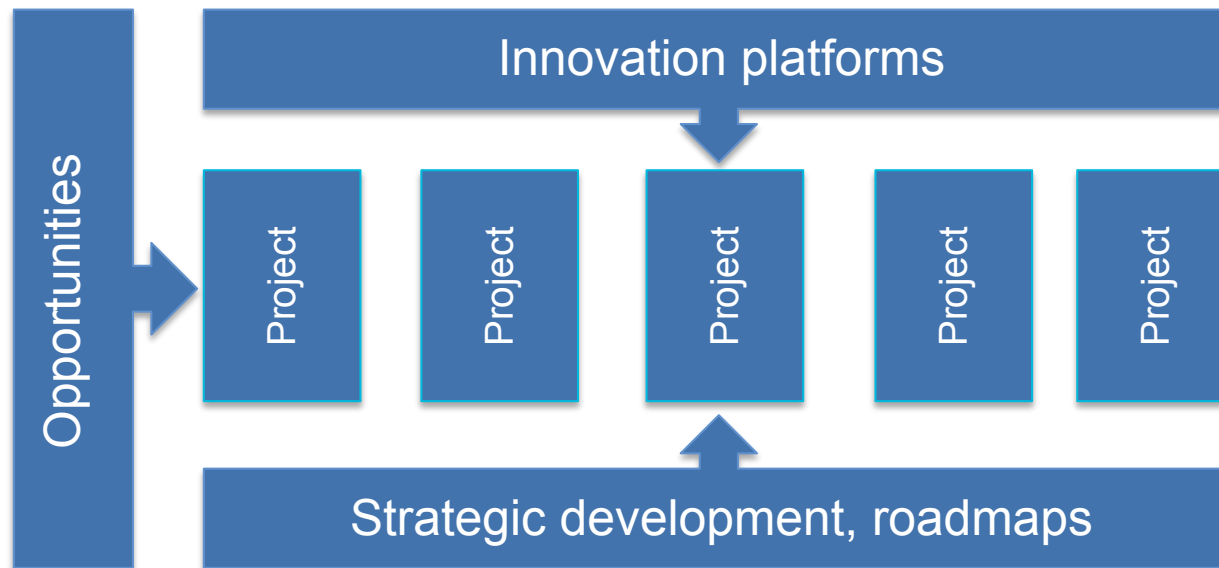 Opportunities
Innovation platforms
Project
Project
Project
Project
Project
Strategic development, roadmaps